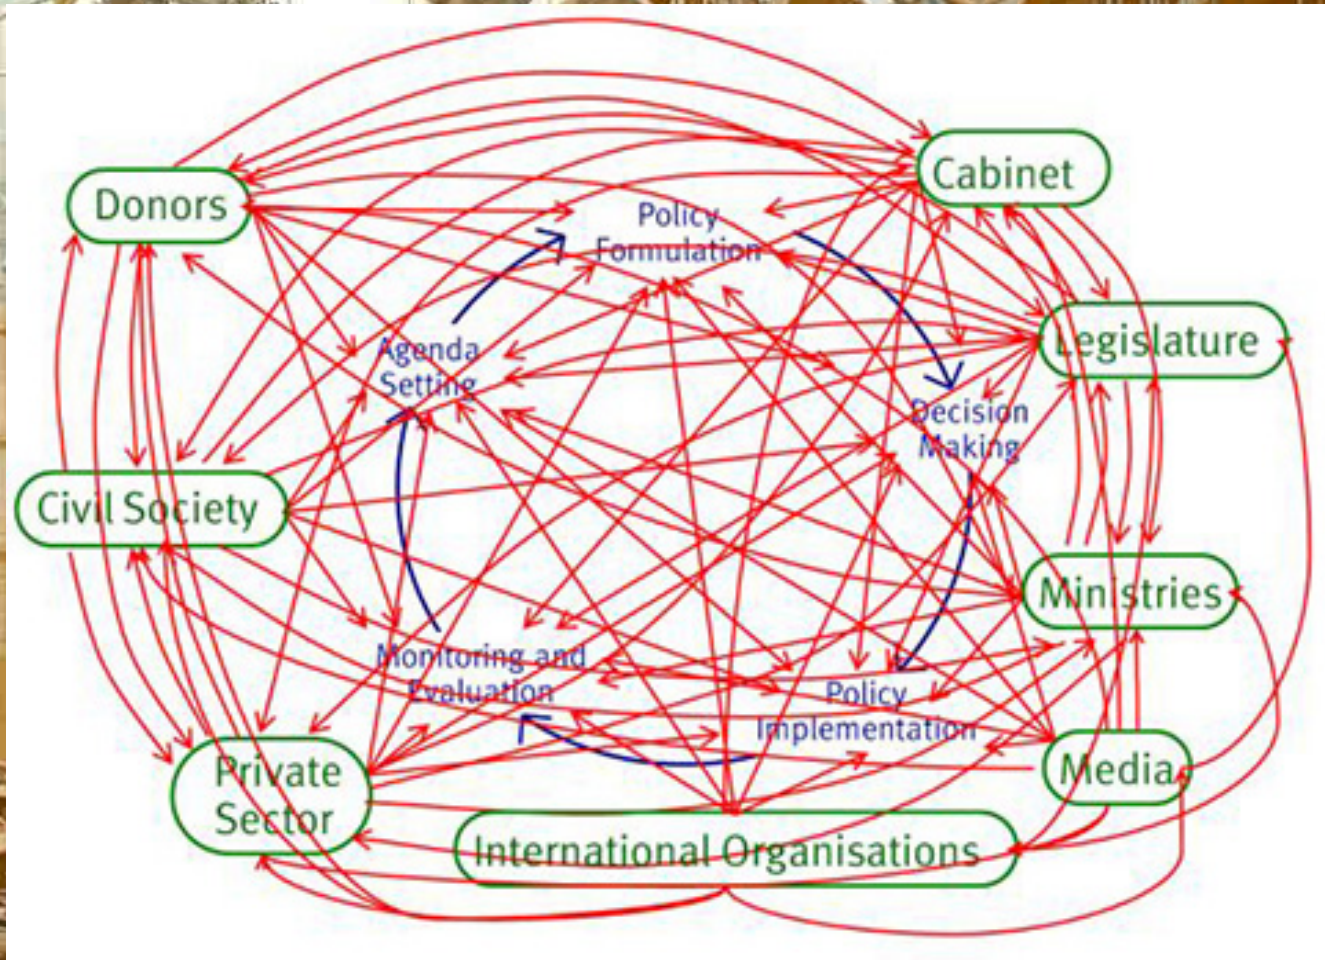 Cabinet
Donors
Policy
Formulation
Legislature
Agenda
Setting
Decision
Making
Civil Society
Ministries
Monitoring and
Evaluation
Policy
Implementation
Private
Sector
Media
International Organisations